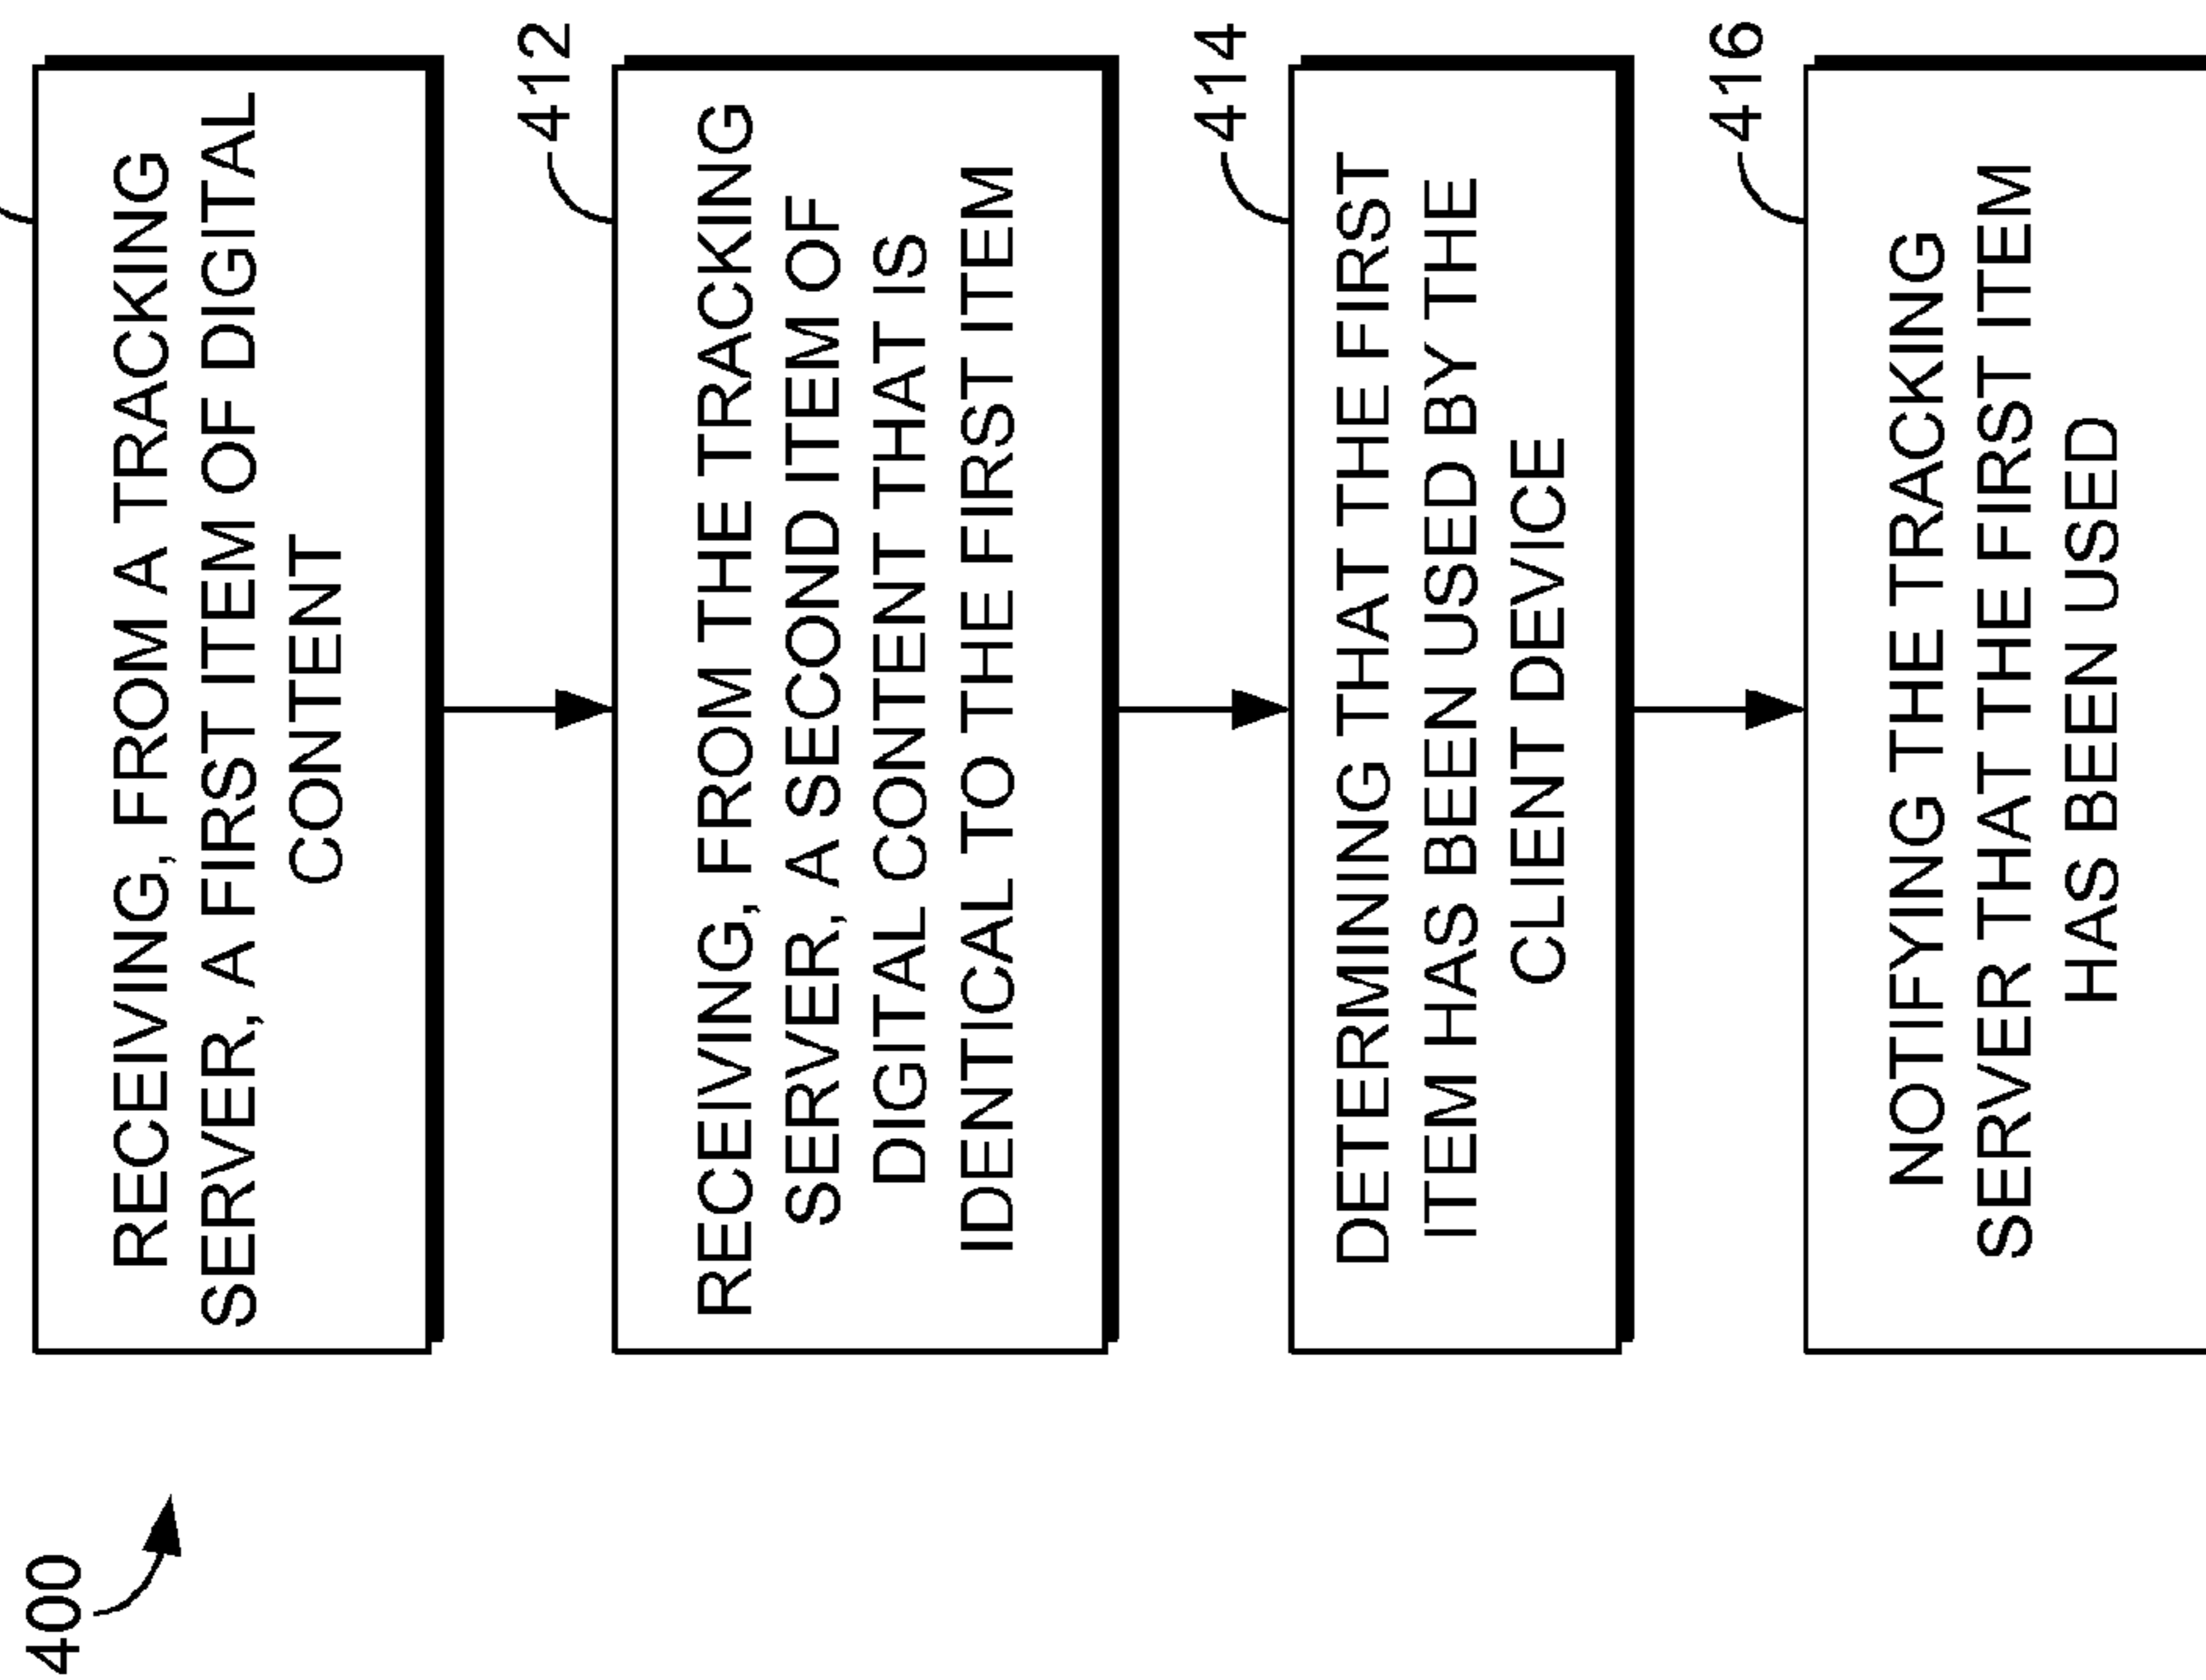 400
RECEIVING, FROM A TRACKING
SERVER, A FIRST ITEM OF DIGITAL
CONTENT
412
RECEIVING, FROM THE TRACKING
SERVER, A SECOND ITEM OF
DIGITAL CONTENT THAT IS
IDENTICAL TO THE FIRST ITEM
414
DETERMINING THAT THE FIRST
ITEM HAS BEEN USED BY THE
CLIENT DEVICE
416
NOTIFYING THE TRACKING
SERVER THAT THE FIRST ITEM
HAS BEEN USED